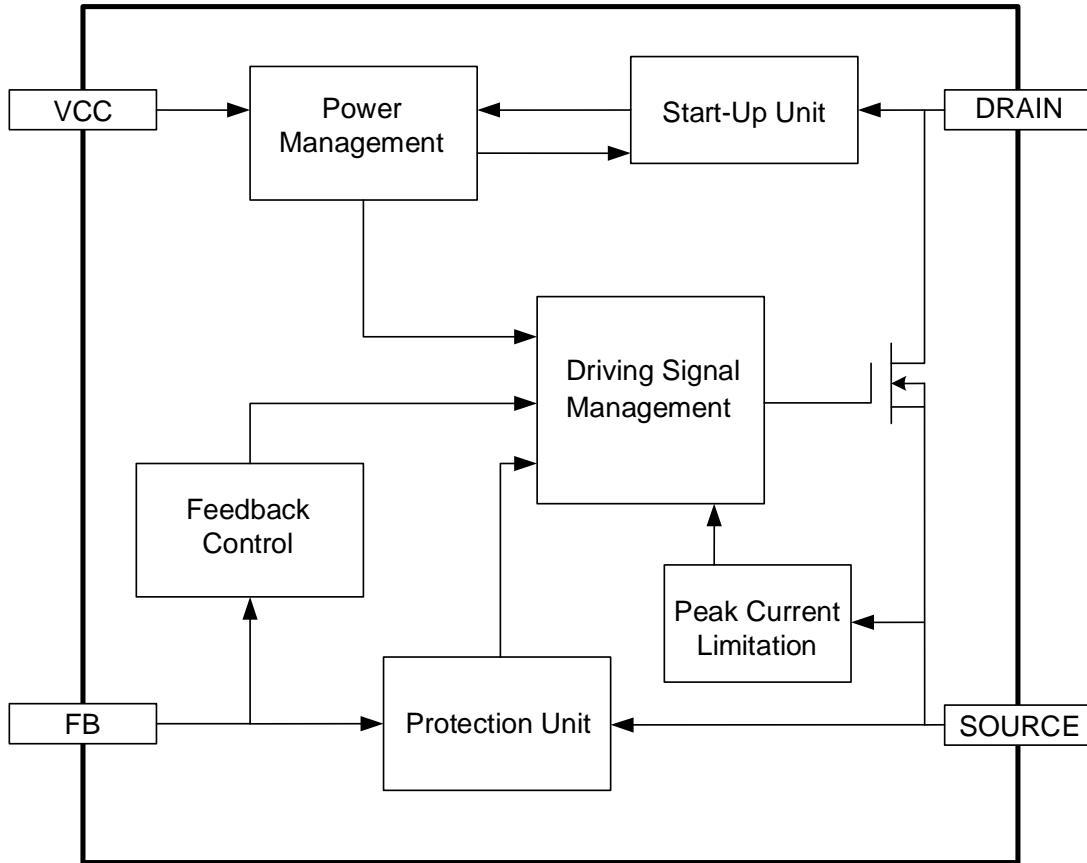 VCC
Power
Management
Start-Up Unit
DRAIN
Driving Signal
Management
Feedback
Control
Peak Current
Limitation
FB
Protection Unit
SOURCE